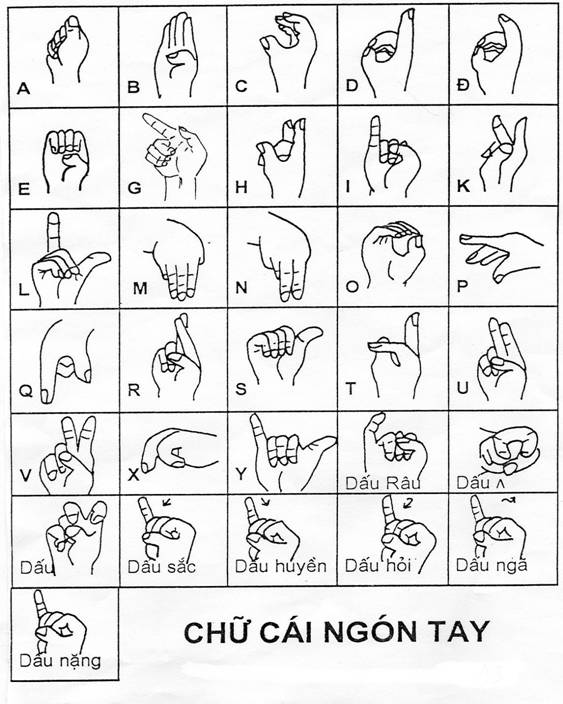 A B C D Đ
E G H I K
L M N O P
Q R S T U
V X Y Dấu Râu Dấu ^
Dấu Dấu sắc Dấu huyền Dấu hỏi Dấu ngã
Dấu nặng
CHỮ CÁI NGÓN TAY